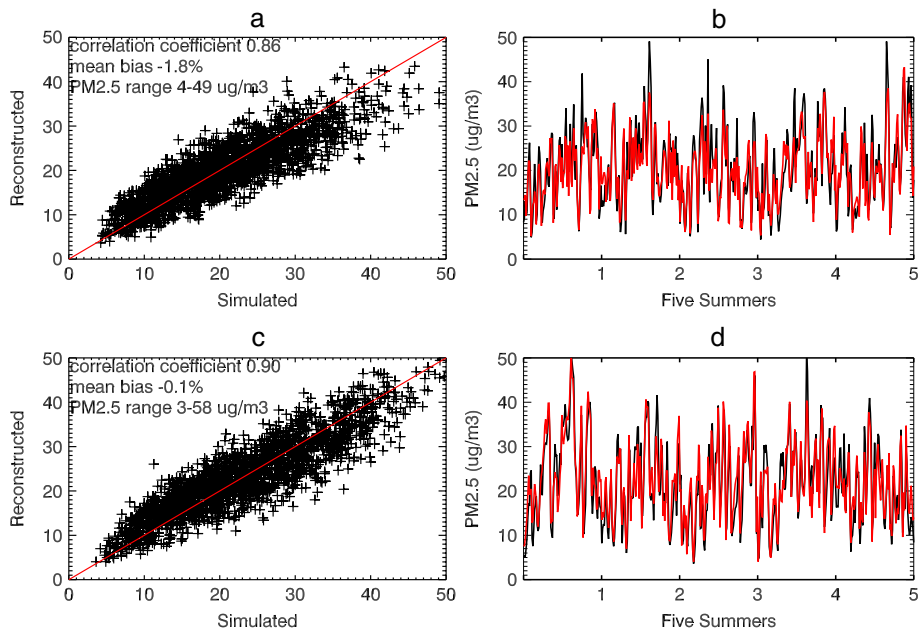 a
50
40
30
20
10
0
Reconstructed
correlation coefficient 0.86
mean bias -1.8%
PM2.5 range 4-49 ug/m3
0 10 20 30 40 50
Simulated
b
50
40
30
20
10
0
PM2.5 (ug/m3)
1 2 3 4 5
Five Summers
c
50
40
30
20
10
0
Reconstructed
correlation coefficient 0.90
mean bias -0.1%
PM2.5 range 3-58 ug/m3
0 10 20 30 40 50
Simulated
d
50
40
30
20
10
0
PM2.5 (ug/m3)
1 2 3 4 5
Five Summers